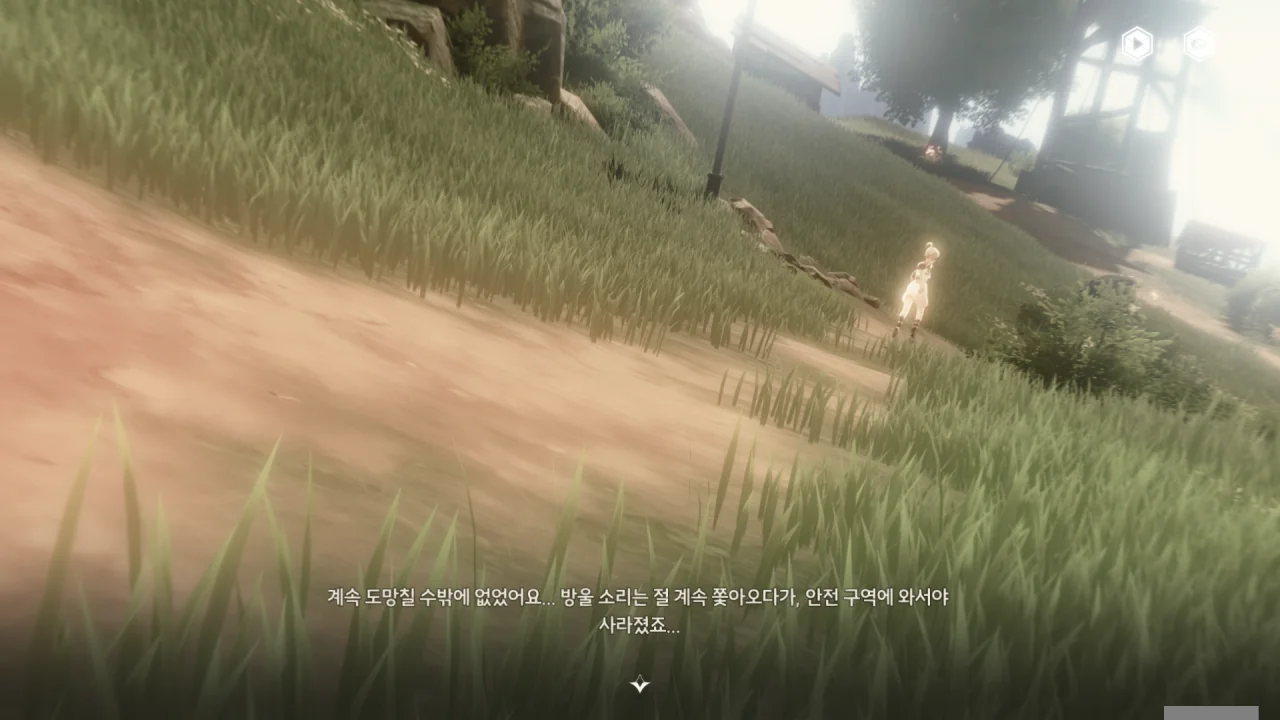 계속 도망칠 수밖에 없었어요... 방울 소리는 절 계속 쫓아오다가, 안전 구역에 와서야
사라졌죠...